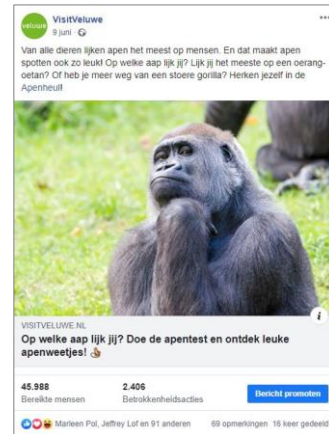 veluwe
VisitVeluwe
9 juni ·
Van alle dieren lijken apen het meest op mensen. En dat maakt apen
spotten ook zo leuk! Op welke aap lijk jij? Lijk jij het meeste op een oerang-
oetan? Of heb je meer weg van een stoere gorilla? Herken jezelf in de
Apenheul!
i
VISITVELUWE.NL
Op welke aap lijk jij? Doe de apentest en ontdek leuke
apenweetjes! 👌
45.988
Bereikte mensen
2.406
Betrokkenheidsacties
Bericht promoten
Marleen Pol, Jeffrey Lof en 91 anderen
69 opmerkingen 16 keer gedeeld